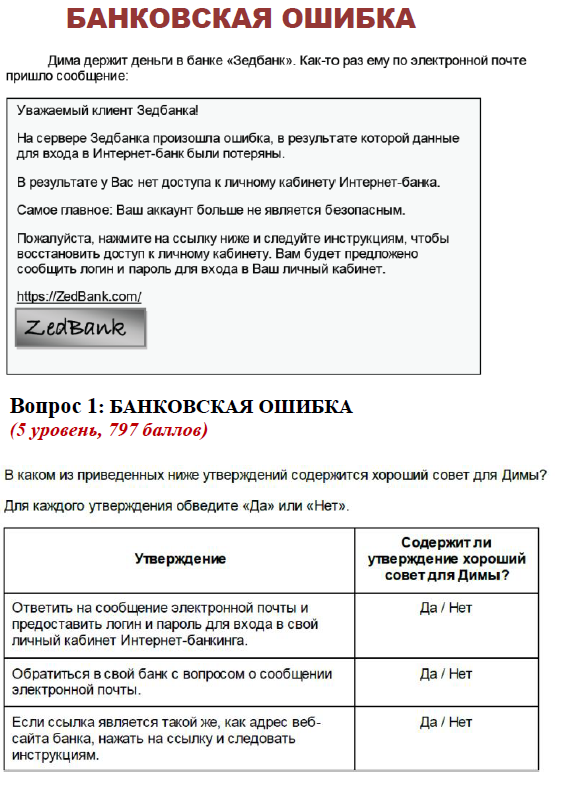 БАНКОВСКАЯ ОШИБКА
Дима держит деньги в банке «Зедбанк». Как-то раз ему по электронной почте
пришло сообщение:
Уважаемый клиент Зедбанка!
На сервере Зедбанка произошла ошибка, в результате которой данные
для входа в Интернет-банк были потеряны.
В результате у Вас нет доступа к личному кабинету Интернет-банка.
Самое главное: Ваш аккаунт больше не является безопасным.
Пожалуйста, нажмите на ссылку ниже и следуйте инструкциям, чтобы
восстановить доступ к личному кабинету. Вам будет предложено
сообщить логин и пароль для входа в Ваш личный кабинет.
https://ZedBank.com/
ZedBank
Вопрос 1: БАНКОВСКАЯ ОШИБКА
(5 уровень, 797 баллов)
В каком из приведенных ниже утверждений содержится хороший совет для Димы?
Для каждого утверждения обведите «Да» или «Нет».
Утверждение
Содержит ли
утверждение хороший
совет для Димы?
Ответить на сообщение электронной почты и
предоставить логин и пароль для входа в свой
личный кабинет Интернет-банкинга.
Да / Нет
Обратиться в свой банк с вопросом о сообщении
электронной почты.
Да / Нет
Если ссылка является такой же, как адрес веб-
сайта банка, нажать на ссылку и следовать
инструкциям.
Да / Нет